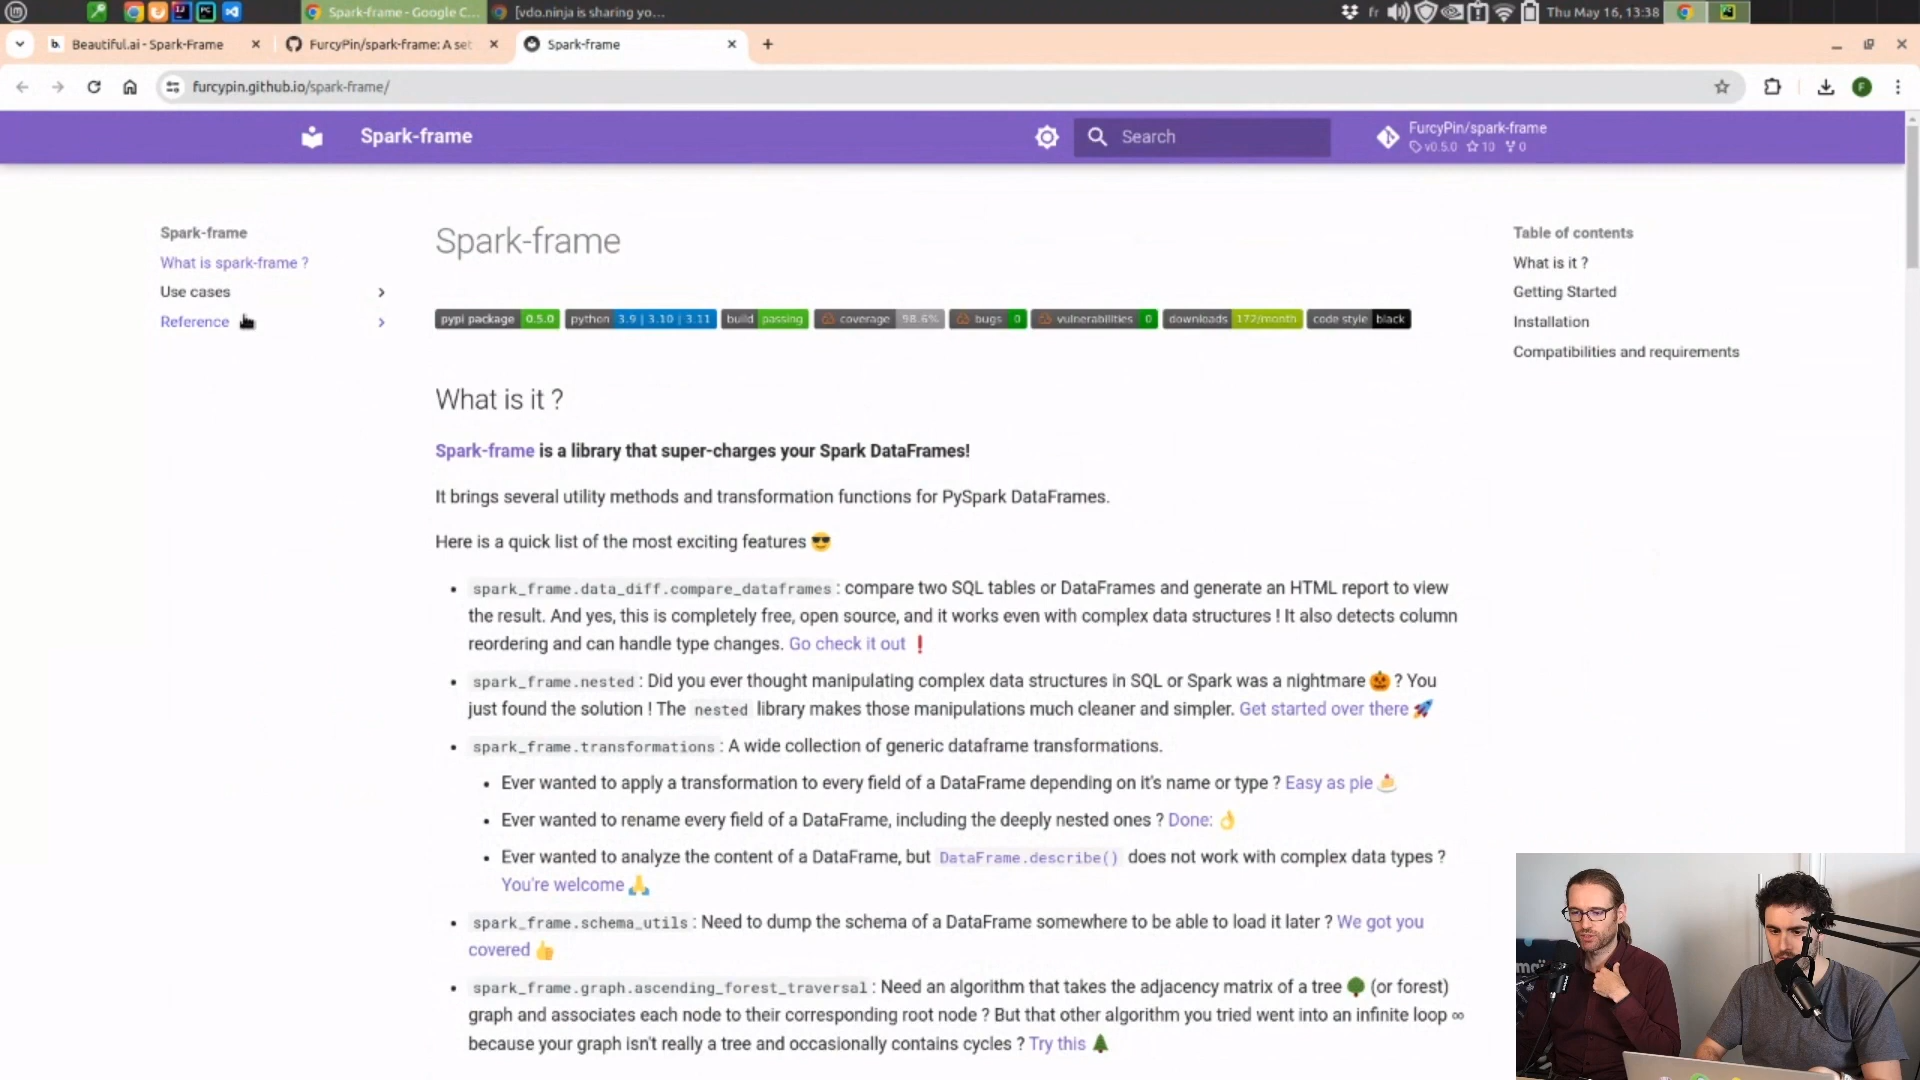 Spark-frame - Google C...
[vdo.ninja is sharing yo...
fr
Thu May 16, 13:38
b. Beautiful.ai - Spark-Frame
FurcyPin/spark-frame: A set
Spark-frame
furcypin.github.io/spark-frame/
F
Spark-frame
Search
FurcyPin/spark-frame
v0.5.0 10 0
Spark-frame
What is spark-frame ?
Use cases
Reference
Spark-frame
pypi package 0.5.0 python 3.9 | 3.10 | 3.11 build passing coverage 98.6% bugs 0 vulnerabilities 0 downloads 172/month code style black
What is it ?
Spark-frame is a library that super-charges your Spark DataFrames!
It brings several utility methods and transformation functions for PySpark DataFrames.
Here is a quick list of the most exciting features 😎
• spark_frame.data_diff.compare_dataframes : compare two SQL tables or DataFrames and generate an HTML report to view
the result. And yes, this is completely free, open source, and it works even with complex data structures ! It also detects column
reordering and can handle type changes. Go check it out ❗
• spark_frame.nested : Did you ever thought manipulating complex data structures in SQL or Spark was a nightmare 🎃 ? You
just found the solution ! The nested library makes those manipulations much cleaner and simpler. Get started over there 🚀
• spark_frame.transformations : A wide collection of generic dataframe transformations.
• Ever wanted to apply a transformation to every field of a DataFrame depending on it's name or type ? Easy as pie 🍰
• Ever wanted to rename every field of a DataFrame, including the deeply nested ones ? Done: 👌
• Ever wanted to analyze the content of a DataFrame, but DataFrame.describe() does not work with complex data types ?
You're welcome 🙏
• spark_frame.schema_utils : Need to dump the schema of a DataFrame somewhere to be able to load it later ? We got you
covered 👍
• spark_frame.graph.ascending_forest_traversal : Need an algorithm that takes the adjacency matrix of a tree 🌳 (or forest)
graph and associates each node to their corresponding root node ? But that other algorithm you tried went into an infinite loop ∞
because your graph isn't really a tree and occasionally contains cycles ? Try this 🌲
Table of contents
What is it ?
Getting Started
Installation
Compatibilities and requirements